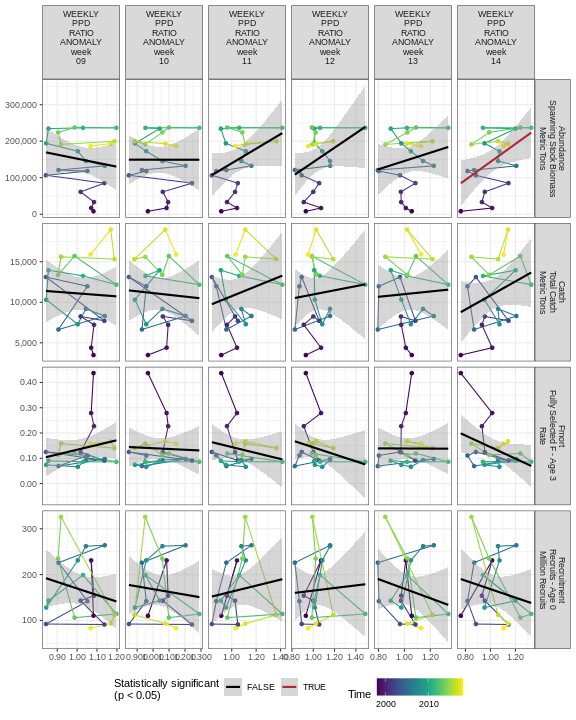 WEEKLY
PPD
RATIO
ANOMALY
week
09
WEEKLY
PPD
RATIO
ANOMALY
week
10
WEEKLY
PPD
RATIO
ANOMALY
week
11
WEEKLY
PPD
RATIO
ANOMALY
week
12
WEEKLY
PPD
RATIO
ANOMALY
week
13
WEEKLY
PPD
RATIO
ANOMALY
week
14
300,000
200,000
100,000
0
Abundance
Spawning Stock Biomass
Metric Tons
15,000
10,000
5,000
Catch
Total Catch
Metric Tons
0.40
0.30
0.20
0.10
0.00
Fmort
Fully Selected F - Age 3
Rate
300
200
100
Recruitment
Recruits - Age 0
Million Recruits
0.90 1.00 1.10 1.20
0.90 1.00 1.10 1.20 1.30
1.00 1.20 1.40
0.80 1.00 1.20 1.40
0.80 1.00 1.20
0.80 1.00 1.20
Statistically significant
(p < 0.05)
FALSE
TRUE
Time
2000 2010